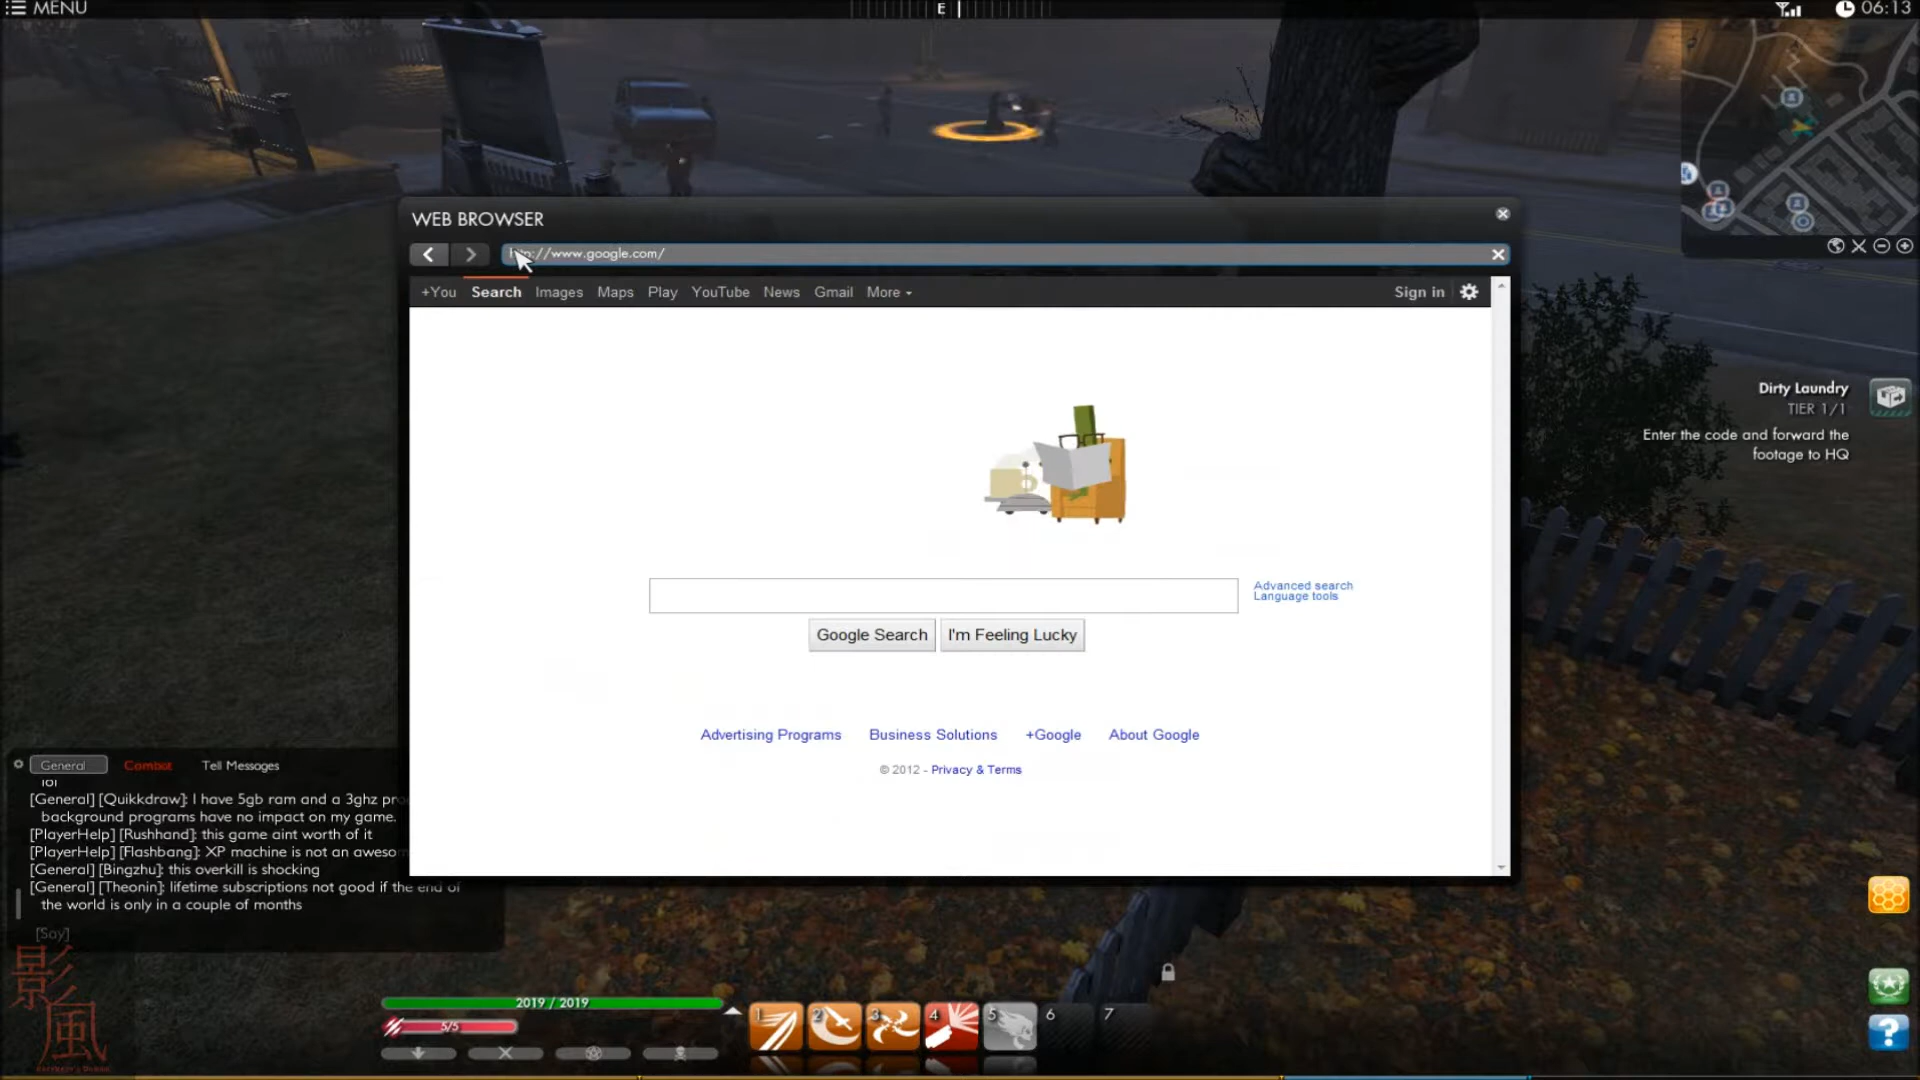 MENU
E
06:13
WEB BROWSER
http://www.google.com/
+You Search Images Maps Play YouTube News Gmail More
Sign in
Dirty Laundry
TIER 1/1
Enter the code and forward the
footage to HQ
Advanced search
Language tools
Google Search
I'm Feeling Lucky
Advertising Programs Business Solutions +Google About Google
© 2012 - Privacy & Terms
General Combat Tell Messages
lol
[General] [Quikkdraw]: I have 5gb ram and a 3ghz
background programs have no impact on my game.
[PlayerHelp] [Rushhand]: this game aint worth of it
[PlayerHelp] [Flashbang]: XP machine is not an
[General] [Bingzhu]: this overkill is shocking
[General] [Theonin]: lifetime subscriptions not good if the end of
the world is only in a couple of months
[Say]
影
風
2019 / 2019
5/5
1 2 3 4 5 6 7
?